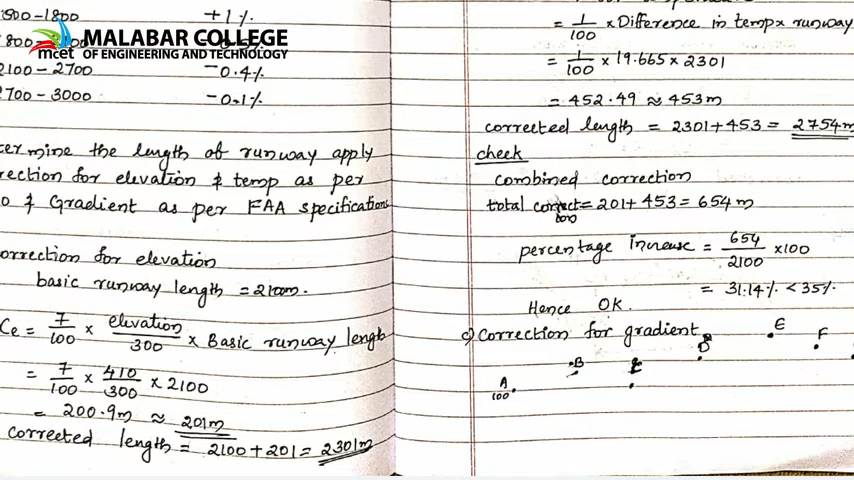 1500-1800 +1%
MALABAR COLLEGE
OF ENGINEERING AND TECHNOLOGY
mcet
2100-2700 -0.4%
2700-3000 -0.1%
ermine the length of runway apply
rection for elevation & temp as per
o & Gradient as per FAA specifications
orrection for elevation
basic runway length = 2100m.
Ce = 7/100 × elevation/300 × Basic runway length
= 7/100 × 410/300 × 2100
= 200.9m ≈ 201m
corrected length = 2100+201 = 2301m
= 1/100 × Difference in temp × runway
= 1/100 × 19.665 × 2301
= 452.49 ≈ 453m
corrected length = 2301+453 = 2754m
check
combined correction
total correction = 201 + 453 = 654 m
percentage increase = 654/2100 ×100
= 31.14% < 35%
Hence OK.
c) Correction for gradient
E
F
D
B
A
100